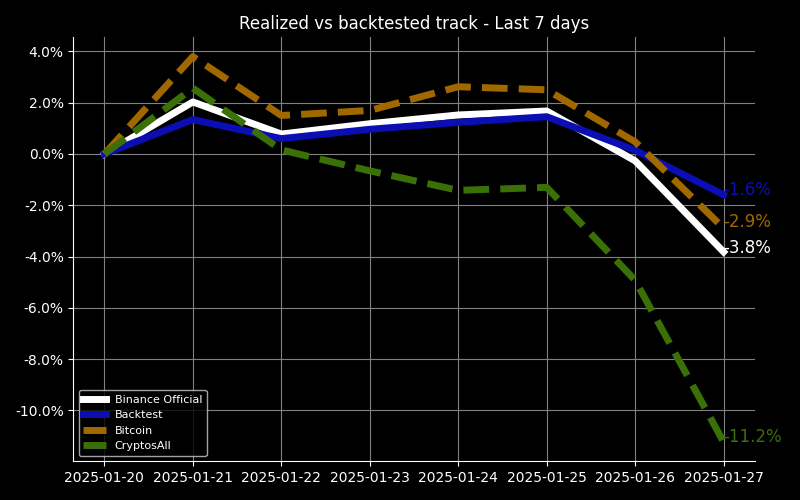 Realized vs backtested track - Last 7 days
4.0%
2.0%
0.0%
-2.0%
-4.0%
-6.0%
-8.0%
-10.0%
-1.6%
-2.9%
-3.8%
-11.2%
Binance Official
Backtest
Bitcoin
CryptosAll
2025-01-20 2025-01-21 2025-01-22 2025-01-23 2025-01-24 2025-01-25 2025-01-26 2025-01-27